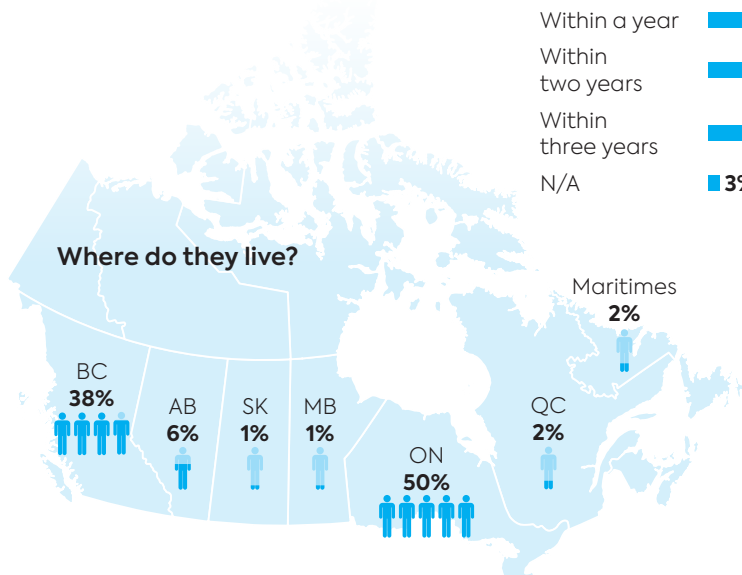 Within a year
Within
two years
Within
three years
N/A
3%
Where do they live?
Maritimes
2%
BC
38%
AB
6%
SK
1%
MB
1%
ON
50%
QC
2%